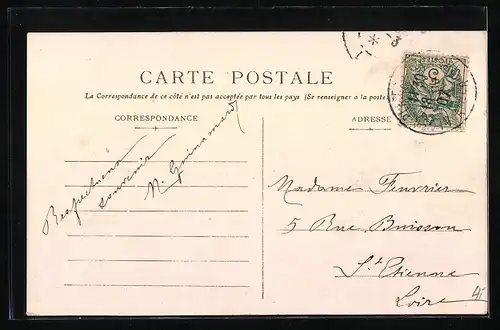 CARTE POSTALE
La Correspondance de ce côté n'est pas acceptée par tous les pays (Se renseigner à la poste)
CORRESPONDANCE
ADRESSE
Respectueux
souvenir
Madame Feuvrier
5 Rue Buisson
St Etienne
Loire